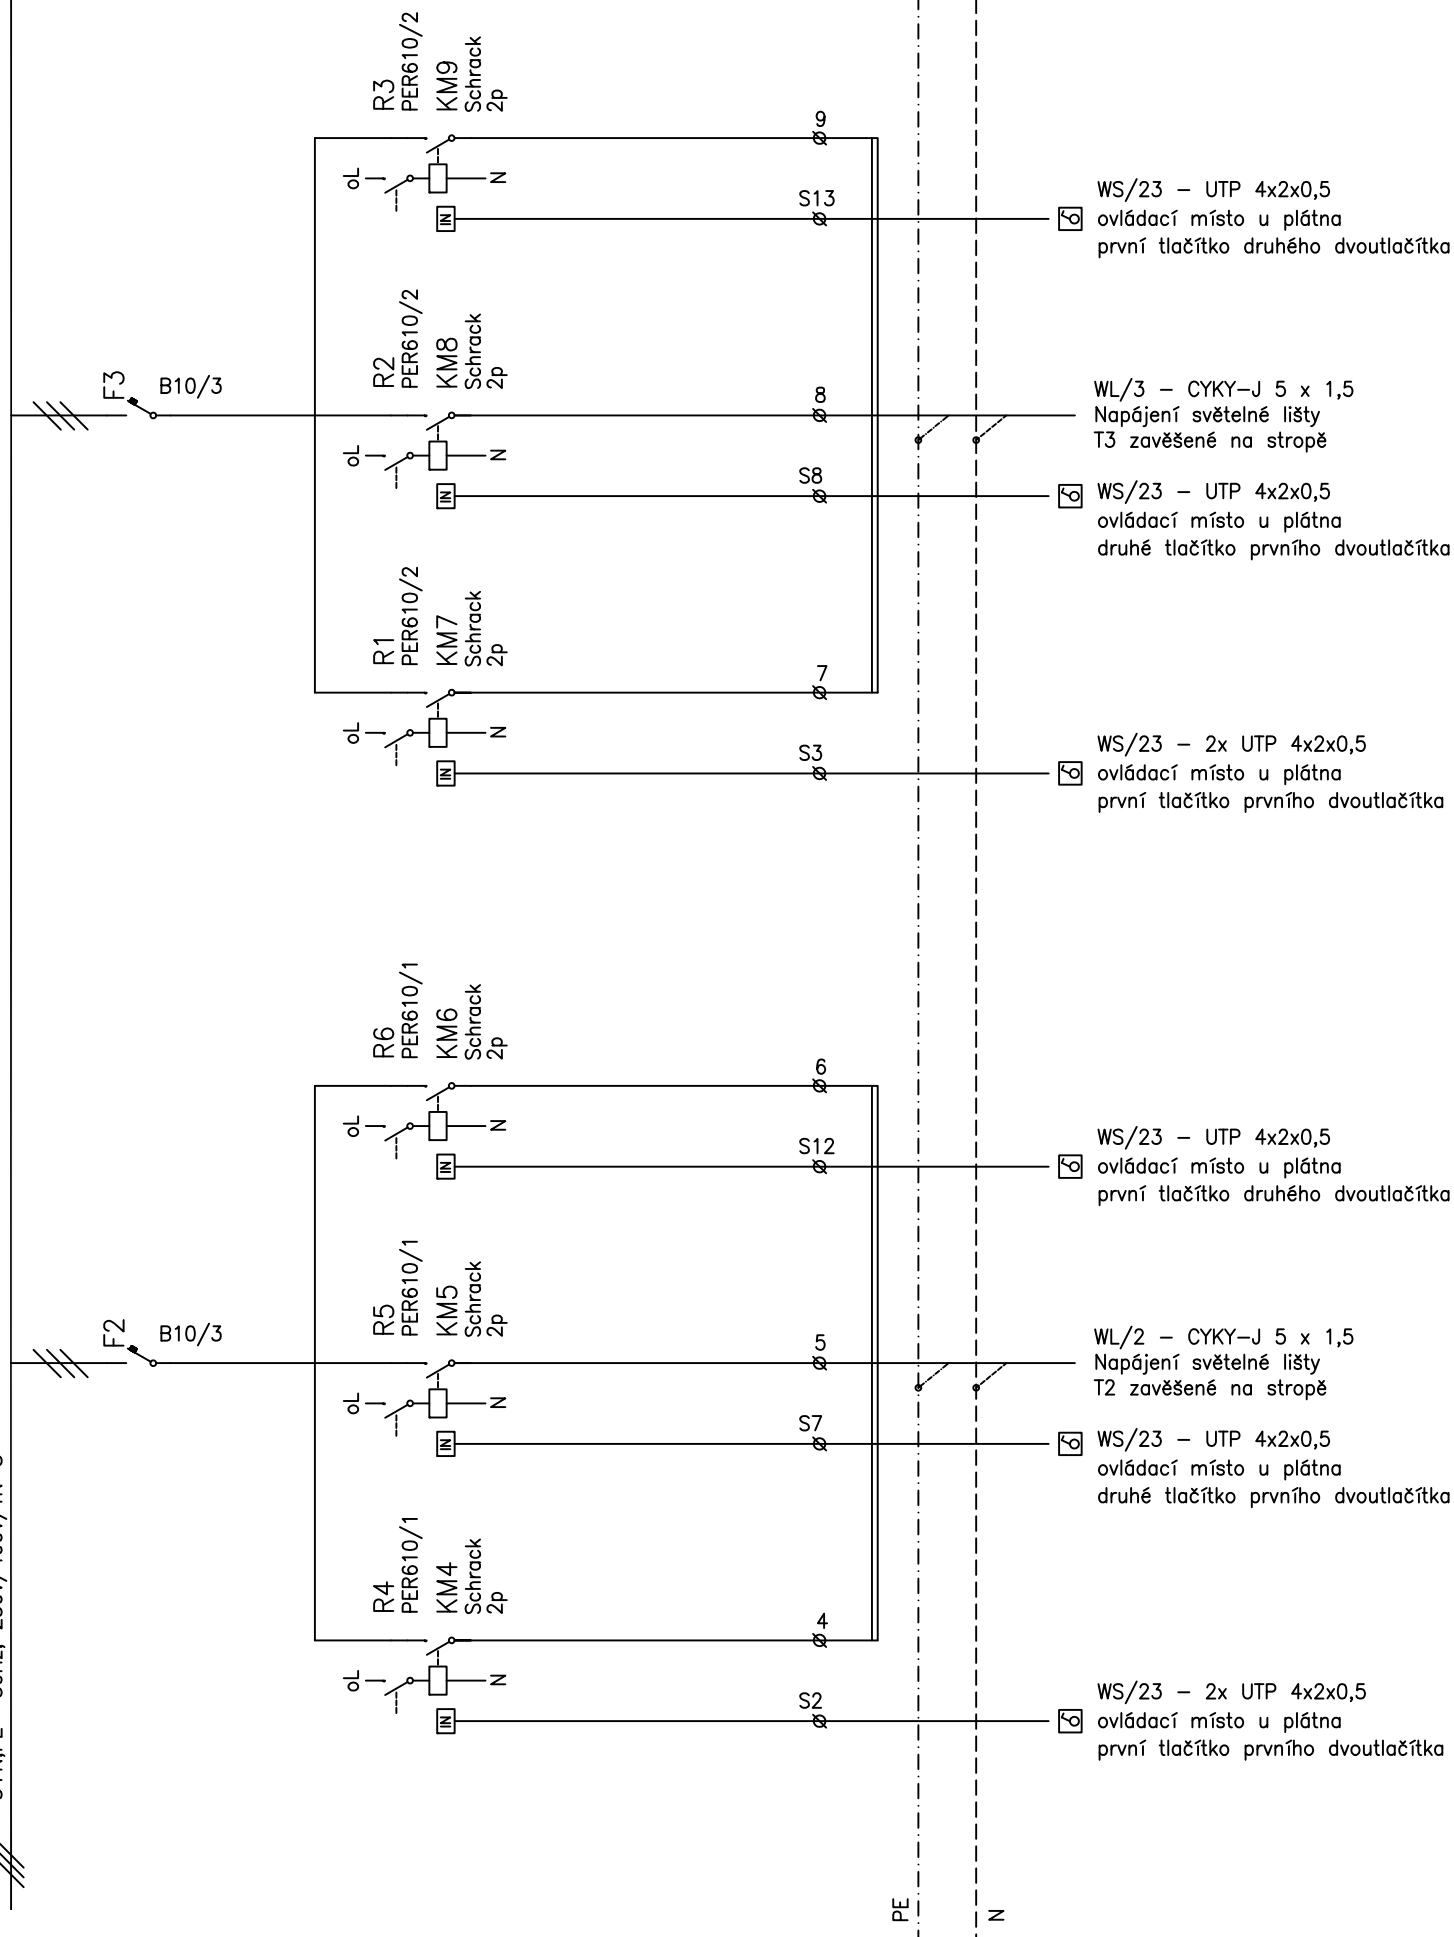 R3
PER610/2
KM9
Schrack
2p
oL
N
IN
9
S13
WS/23 – UTP 4x2x0,5
ovládací místo u plátna
první tlačítko druhého dvoutlačítka
F3
B10/3
R2
PER610/2
KM8
Schrack
2p
oL
N
IN
8
S8
WL/3 – CYKY–J 5 x 1,5
Napájení světelné lišty
T3 zavěšené na stropě
WS/23 – UTP 4x2x0,5
ovládací místo u plátna
druhé tlačítko prvního dvoutlačítka
R1
PER610/2
KM7
Schrack
2p
oL
N
IN
7
S3
WS/23 – 2x UTP 4x2x0,5
ovládací místo u plátna
první tlačítko prvního dvoutlačítka
R6
PER610/1
KM6
Schrack
2p
oL
N
IN
6
S12
WS/23 – UTP 4x2x0,5
ovládací místo u plátna
první tlačítko druhého dvoutlačítka
F2
B10/3
R5
PER610/1
KM5
Schrack
2p
oL
N
IN
5
S7
WL/2 – CYKY–J 5 x 1,5
Napájení světelné lišty
T2 zavěšené na stropě
WS/23 – UTP 4x2x0,5
ovládací místo u plátna
druhé tlačítko prvního dvoutlačítka
R4
PER610/1
KM4
Schrack
2p
oL
N
IN
4
S2
WS/23 – 2x UTP 4x2x0,5
ovládací místo u plátna
první tlačítko prvního dvoutlačítka
PE
N